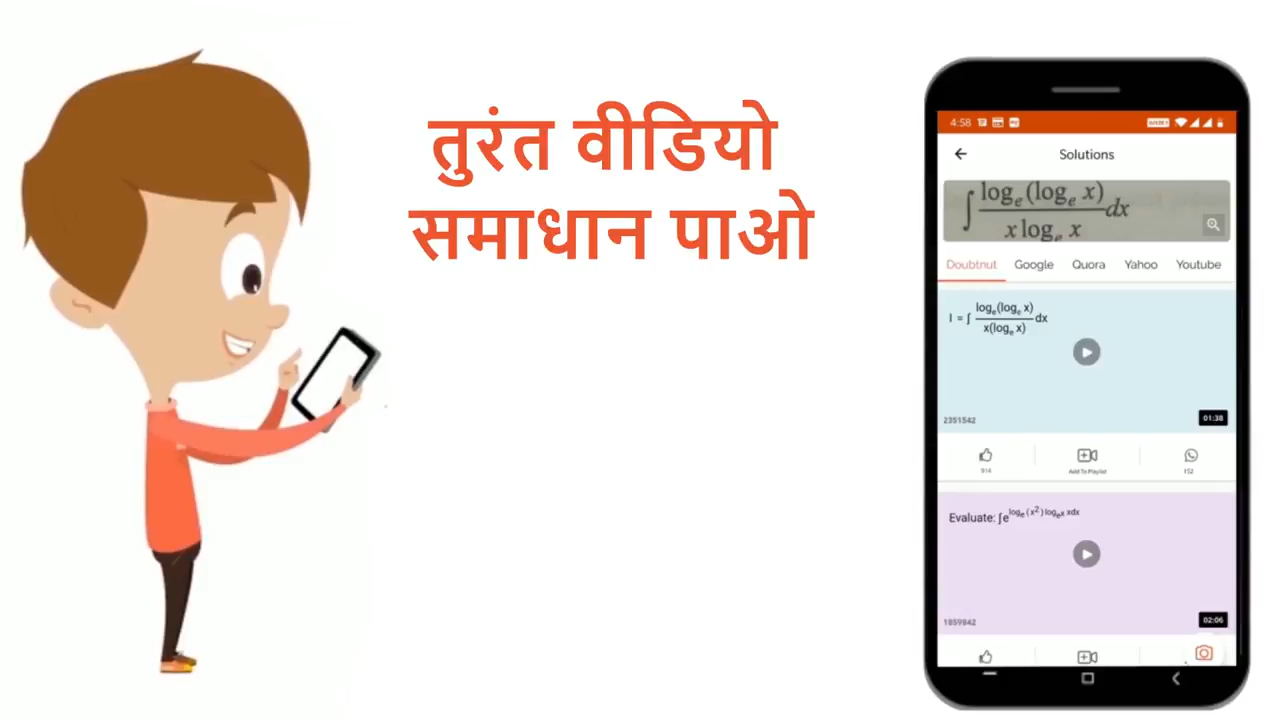 तुरंत वीडियो
समाधान पाओ
4:58
Solutions
∫ logₑ(logₑ x) / x logₑ x dx
Doubtnut Google Quora Yahoo Youtube
I = ∫ logₑ(logₑ x) / x(logₑ x) dx
2351542
01:38
914
Add To Playlist
152
Evaluate: ∫e^logₑ(x²)logₑx xdx
1859842
02:06